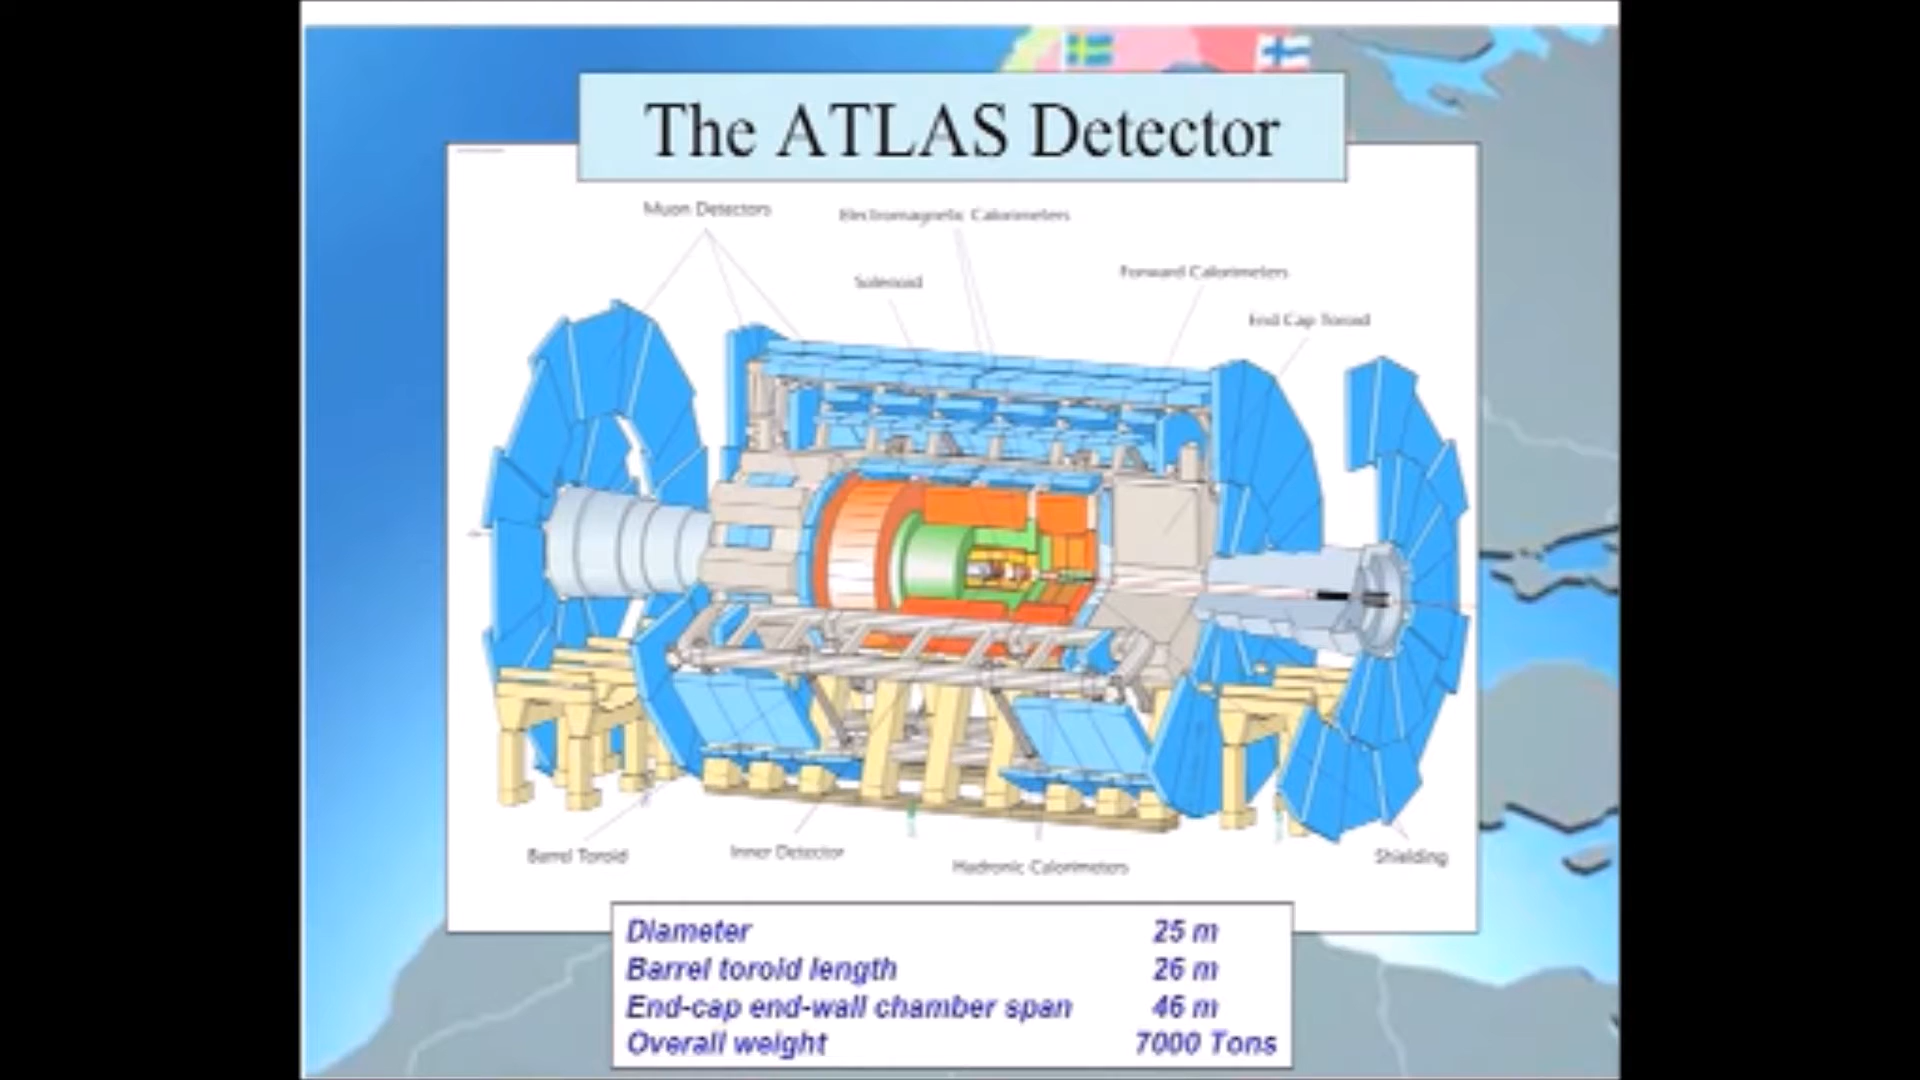 The ATLAS Detector
Muon Detectors
Electromagnetic Calorimeters
Solenoid
Forward Calorimeters
End Cap Toroid
Barrel Toroid
Inner Detector
Hadronic Calorimeters
Shielding
Diameter 25 m
Barrel toroid length 26 m
End-cap end-wall chamber span 46 m
Overall weight 7000 Tons